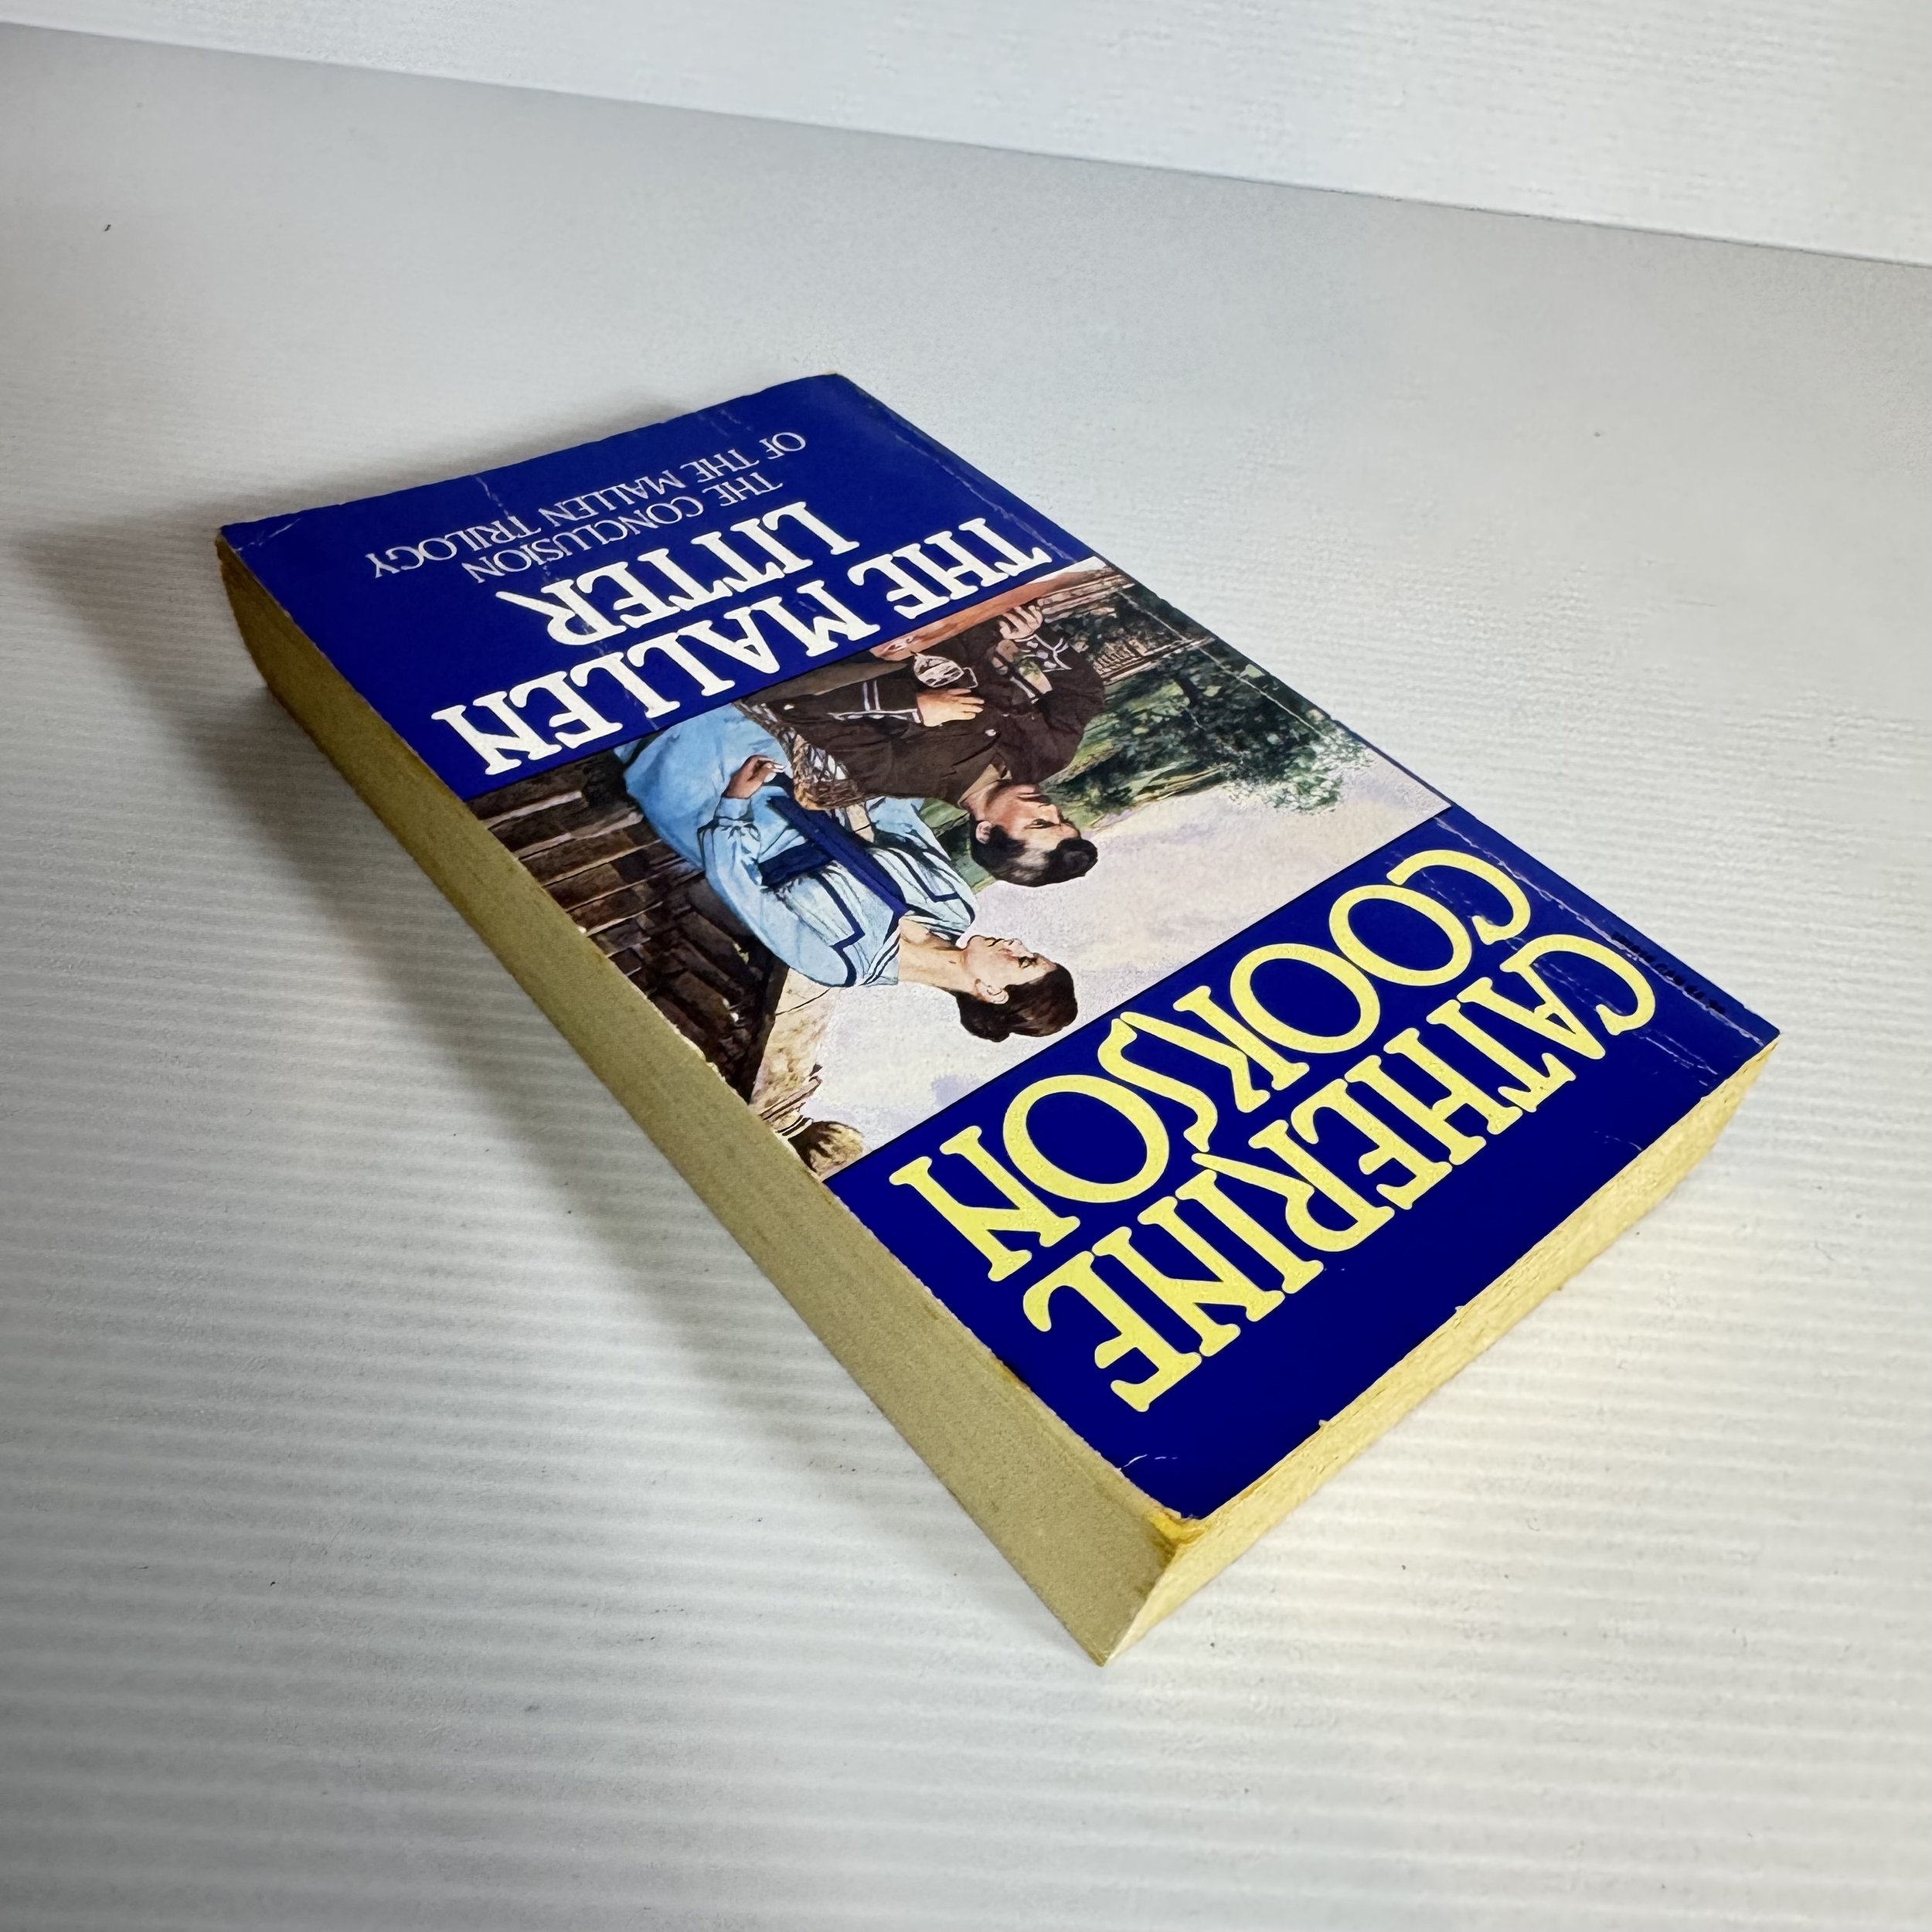 CATHERINE
COOKSON
THE MALLEN
LITTER
THE CONCLUSION
OF THE MALLEN TRILOGY